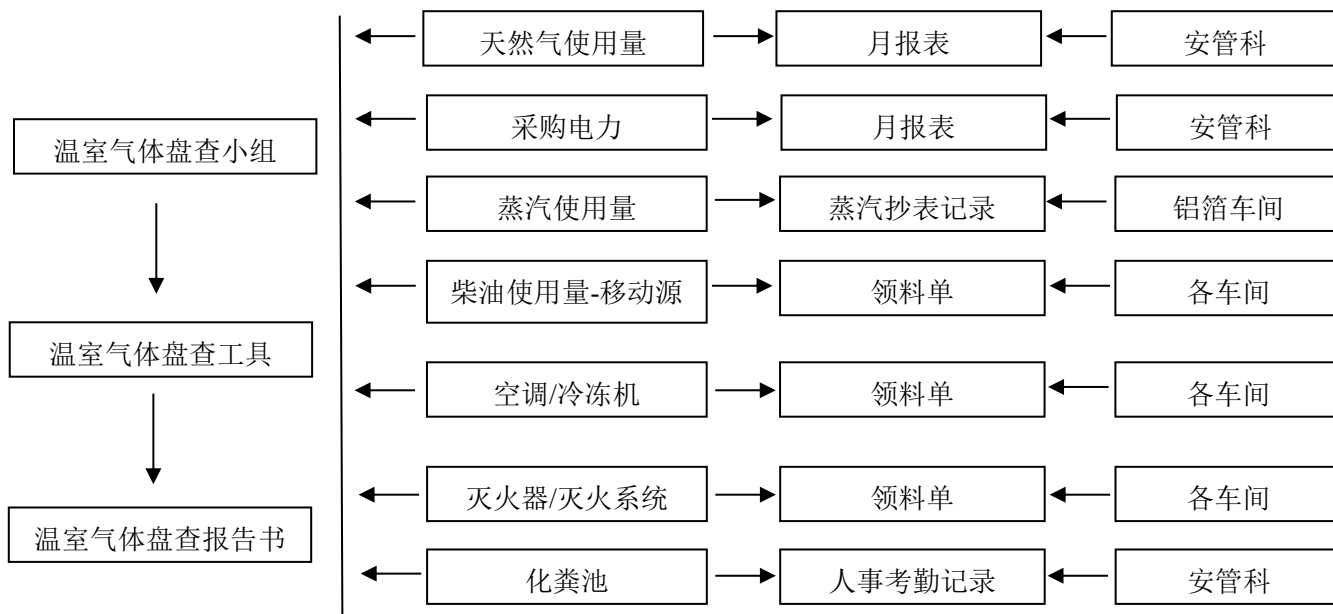 天然气使用量
月报表
安管科
采购电力
月报表
安管科
温室气体盘查小组
蒸汽使用量
蒸汽抄表记录
铝箔车间
柴油使用量-移动源
领料单
各车间
温室气体盘查工具
空调/冷冻机
领料单
各车间
灭火器/灭火系统
领料单
各车间
温室气体盘查报告书
化粪池
人事考勤记录
安管科